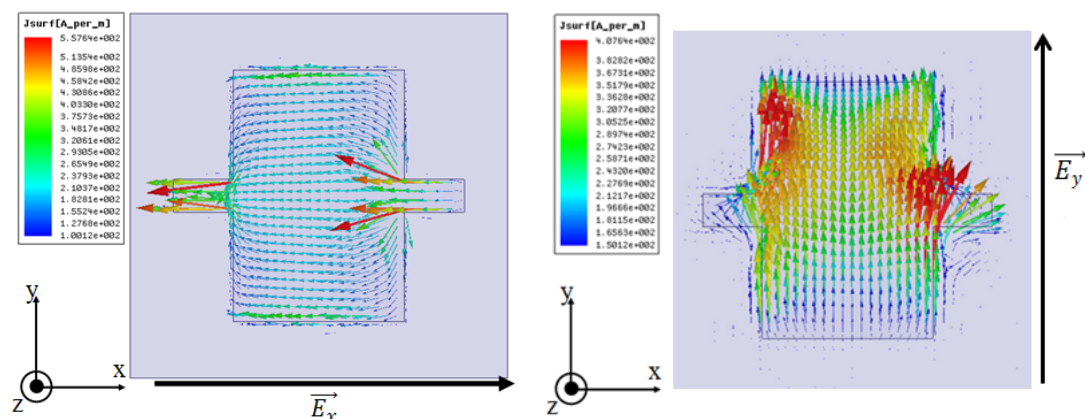 Jsurf[A_per_m]
5.5764e+002
5.1354e+002
4.8598e+002
4.5842e+002
4.3086e+002
4.0330e+002
3.7573e+002
3.4817e+002
3.2061e+002
2.9305e+002
2.6549e+002
2.3793e+002
2.1037e+002
1.8281e+002
1.5524e+002
1.2768e+002
1.0012e+002
y
x
z
E_x
Jsurf[A_per_m]
4.0764e+002
3.8282e+002
3.6731e+002
3.5179e+002
3.3628e+002
3.2077e+002
3.0525e+002
2.8974e+002
2.7423e+002
2.5871e+002
2.4320e+002
2.2769e+002
2.1217e+002
1.9666e+002
1.8115e+002
1.6563e+002
1.5012e+002
E_y
y
x
z